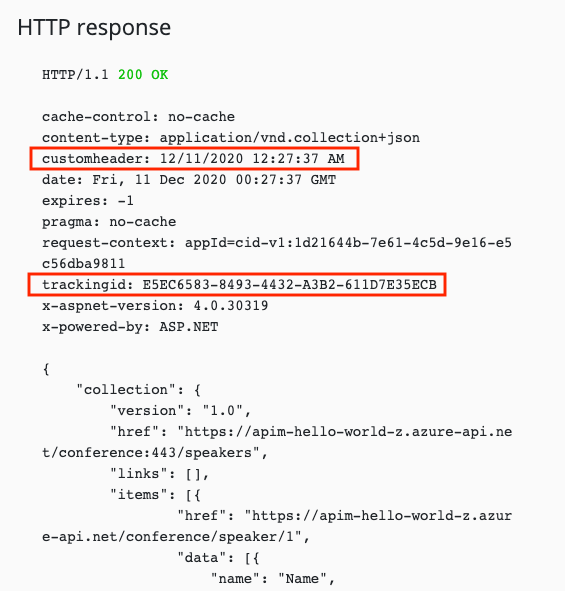 HTTP response
HTTP/1.1 200 OK
cache-control: no-cache
content-type: application/vnd.collection+json
customheader: 12/11/2020 12:27:37 AM
date: Fri, 11 Dec 2020 00:27:37 GMT
expires: -1
pragma: no-cache
request-context: appId=cid-v1:1d21644b-7e61-4c5d-9e16-e5
c56dba9811
trackingid: E5EC6583-8493-4432-A3B2-611D7E35ECB
x-aspnet-version: 4.0.30319
x-powered-by: ASP.NET
{
    "collection": {
        "version": "1.0",
        "href": "https://apim-hello-world-z.azure-api.ne
t/conference:443/speakers",
        "links": [],
        "items": [{
                "href": "https://apim-hello-world-z.azur
e-api.net/conference/speaker/1",
                "data": [{
                    "name": "Name",